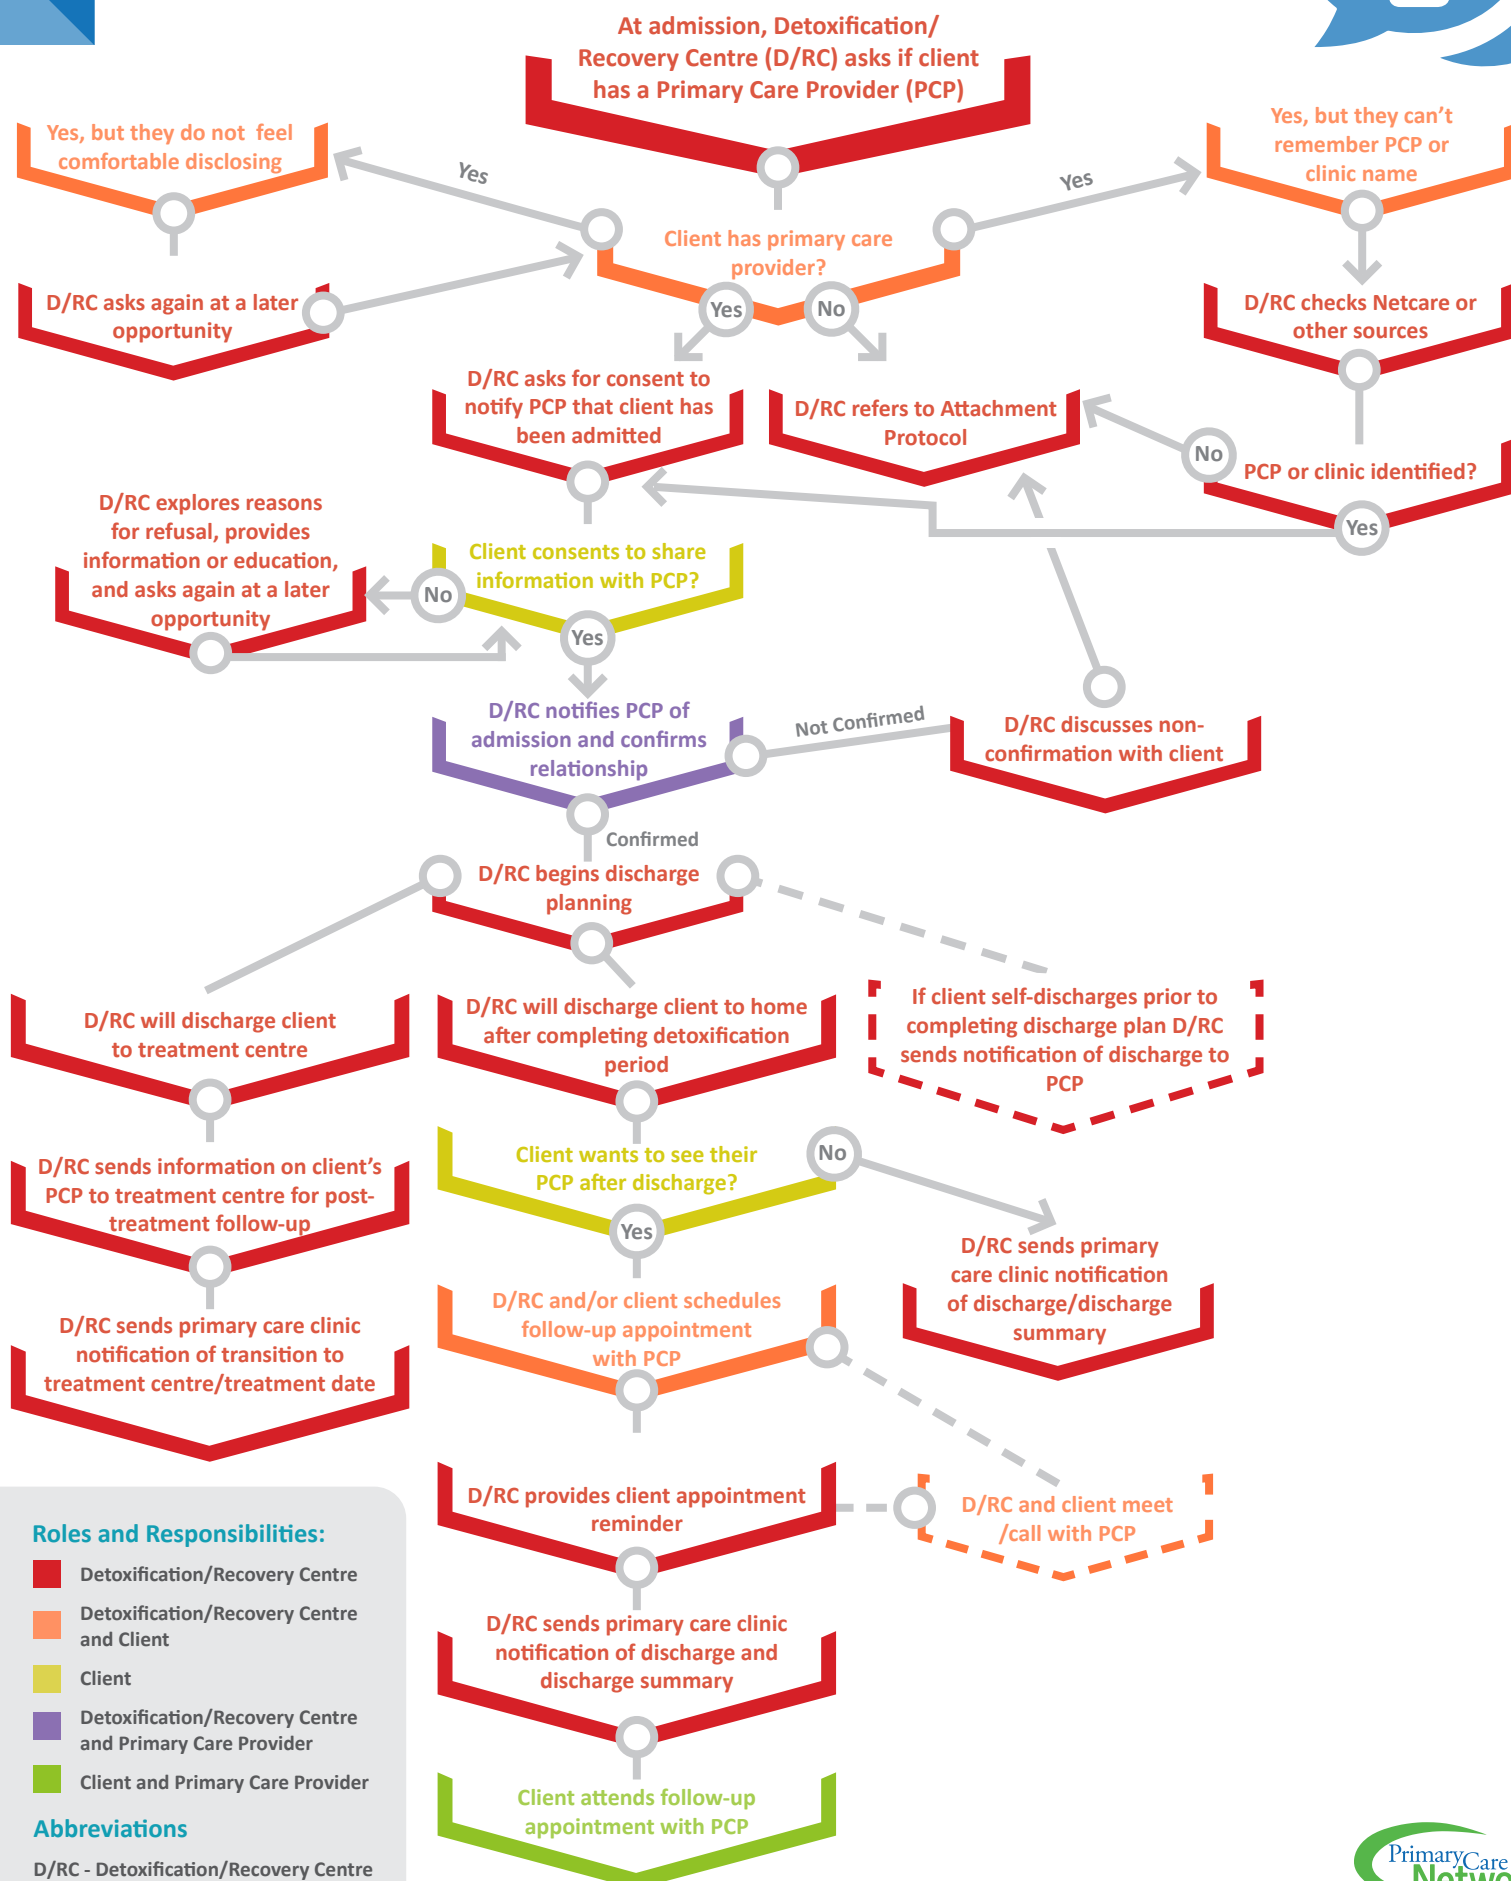 At admission, Detoxification/
Recovery Centre (D/RC) asks if client
has a Primary Care Provider (PCP)
Yes, but they do not feel
comfortable disclosing
Yes
Yes
Yes, but they can't
remember PCP or
clinic name
Client has primary care
provider?
Yes
No
D/RC asks again at a later
opportunity
D/RC checks Netcare or
other sources
D/RC asks for consent to
notify PCP that client has
been admitted
D/RC refers to Attachment
Protocol
No
PCP or clinic identified?
Yes
D/RC explores reasons
for refusal, provides
information or education,
and asks again at a later
opportunity
No
Client consents to share
information with PCP?
Yes
D/RC notifies PCP of
admission and confirms
relationship
Not Confirmed
D/RC discusses non-
confirmation with client
Confirmed
D/RC begins discharge
planning
D/RC will discharge client
to treatment centre
D/RC will discharge client to home
after completing detoxification
period
If client self-discharges prior to
completing discharge plan D/RC
sends notification of discharge to
PCP
D/RC sends information on client's
PCP to treatment centre for post-
treatment follow-up
Client wants to see their
PCP after discharge?
No
Yes
D/RC sends primary
care clinic notification
of discharge/discharge
summary
D/RC sends primary care clinic
notification of transition to
treatment centre/treatment date
D/RC and/or client schedules
follow-up appointment
with PCP
D/RC provides client appointment
reminder
D/RC and client meet
/call with PCP
D/RC sends primary care clinic
notification of discharge and
discharge summary
Client attends follow-up
appointment with PCP
Roles and Responsibilities:
Detoxification/Recovery Centre
Detoxification/Recovery Centre
and Client
Client
Detoxification/Recovery Centre
and Primary Care Provider
Client and Primary Care Provider
Abbreviations
D/RC - Detoxification/Recovery Centre
PrimaryCare